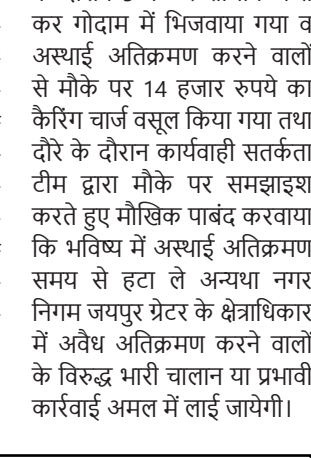 कर गोदाम में भिजवाया गया व
अस्थाई अतिक्रमण करने वालों
से मौके पर 14 हजार रुपये का
कैरिंग चार्ज वसूल किया गया तथा
दौरे के दौरान कार्यवाही सतर्कता
टीम द्वारा मौके पर समझाइश
करते हुए मौखिक पाबंद करवाया
कि भविष्य में अस्थाई अतिक्रमण
समय से हटा ले अन्यथा नगर
निगम जयपुर ग्रेटर के क्षेत्राधिकार
में अवैध अतिक्रमण करने वालों
के विरुद्ध भारी चालान या प्रभावी
कार्रवाई अमल में लाई जायेगी।